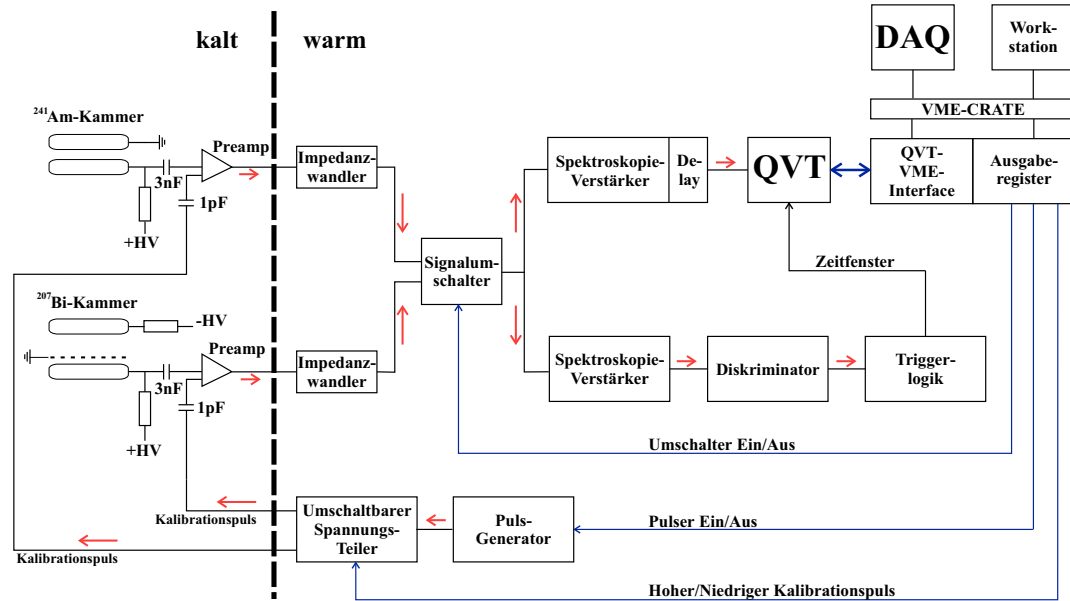 kalt
warm
DAQ
Work-
station
VME-CRATE
²⁴¹Am-Kammer
Preamp
3nF
1pF
+HV
Impedanz-
wandler
Spektroskopie-
Verstärker
De-
lay
QVT
QVT-
VME-
Interface
Ausgabe-
register
Signalum-
schalter
Zeitfenster
²⁰⁷Bi-Kammer
-HV
Preamp
3nF
1pF
+HV
Impedanz-
wandler
Spektroskopie-
Verstärker
Diskriminator
Trigger-
logik
Umschalter Ein/Aus
Kalibrationspuls
Kalibrationspuls
Umschaltbarer
Spannungs-
Teiler
Puls-
Generator
Pulser Ein/Aus
Hoher/Niedriger Kalibrationspuls